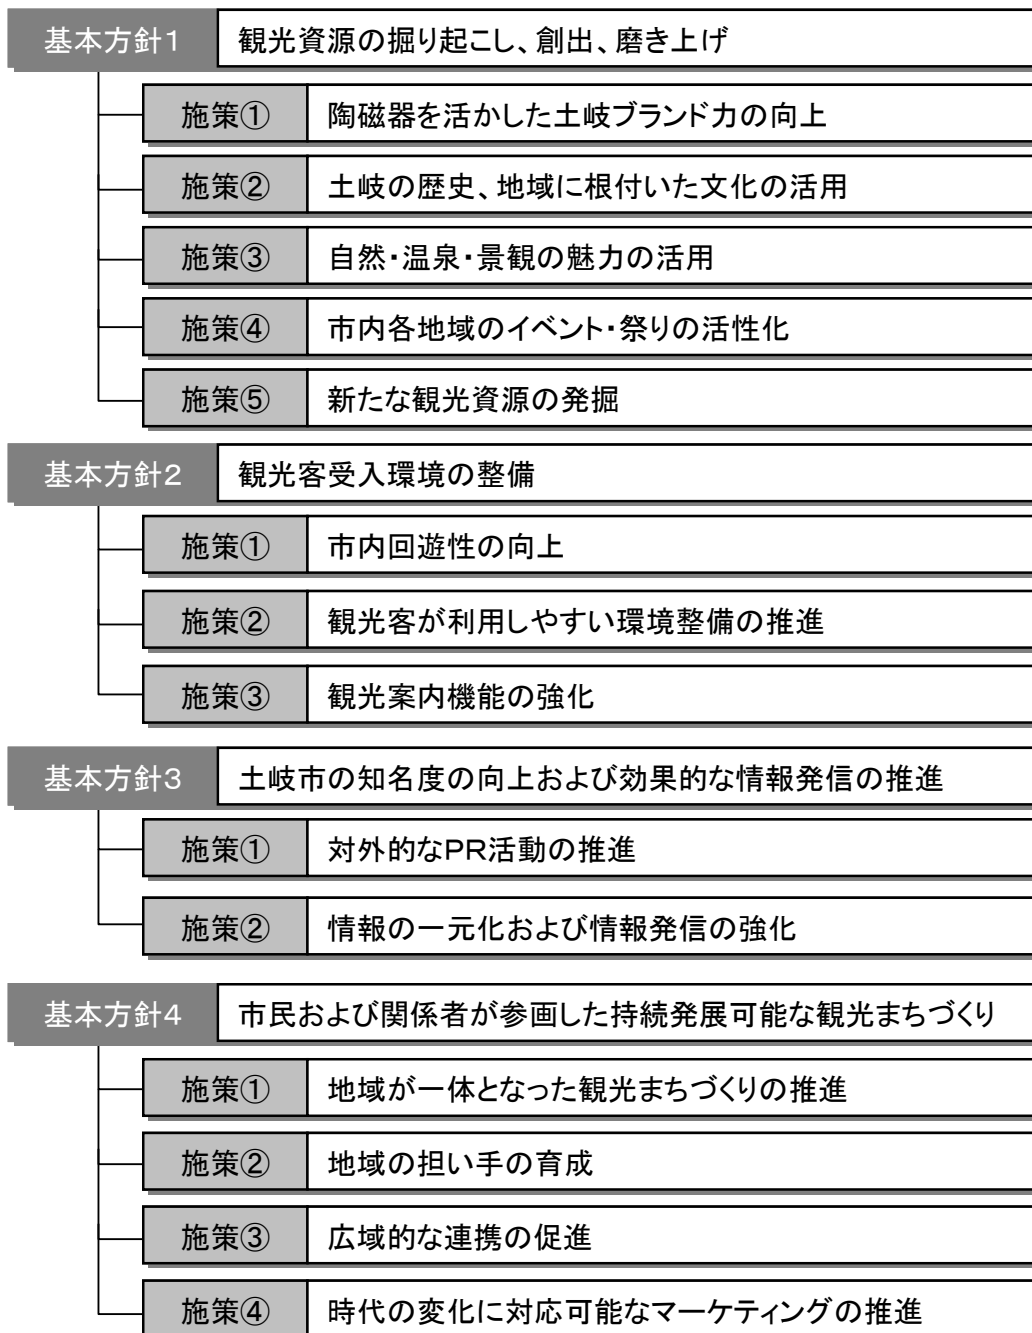 基本方針1 観光資源の掘り起こし、創出、磨き上げ
施策① 陶磁器を活かした土岐ブランド力の向上
施策② 土岐の歴史、地域に根付いた文化の活用
施策③ 自然・温泉・景観の魅力の活用
施策④ 市内各地域のイベント・祭りの活性化
施策⑤ 新たな観光資源の発掘
基本方針2 観光客受入環境の整備
施策① 市内回遊性の向上
施策② 観光客が利用しやすい環境整備の推進
施策③ 観光案内機能の強化
基本方針3 土岐市の知名度の向上および効果的な情報発信の推進
施策① 対外的なPR活動の推進
施策② 情報の一元化および情報発信の強化
基本方針4 市民および関係者が参画した持続発展可能な観光まちづくり
施策① 地域が一体となった観光まちづくりの推進
施策② 地域の担い手の育成
施策③ 広域的な連携の促進
施策④ 時代の変化に対応可能なマーケティングの推進